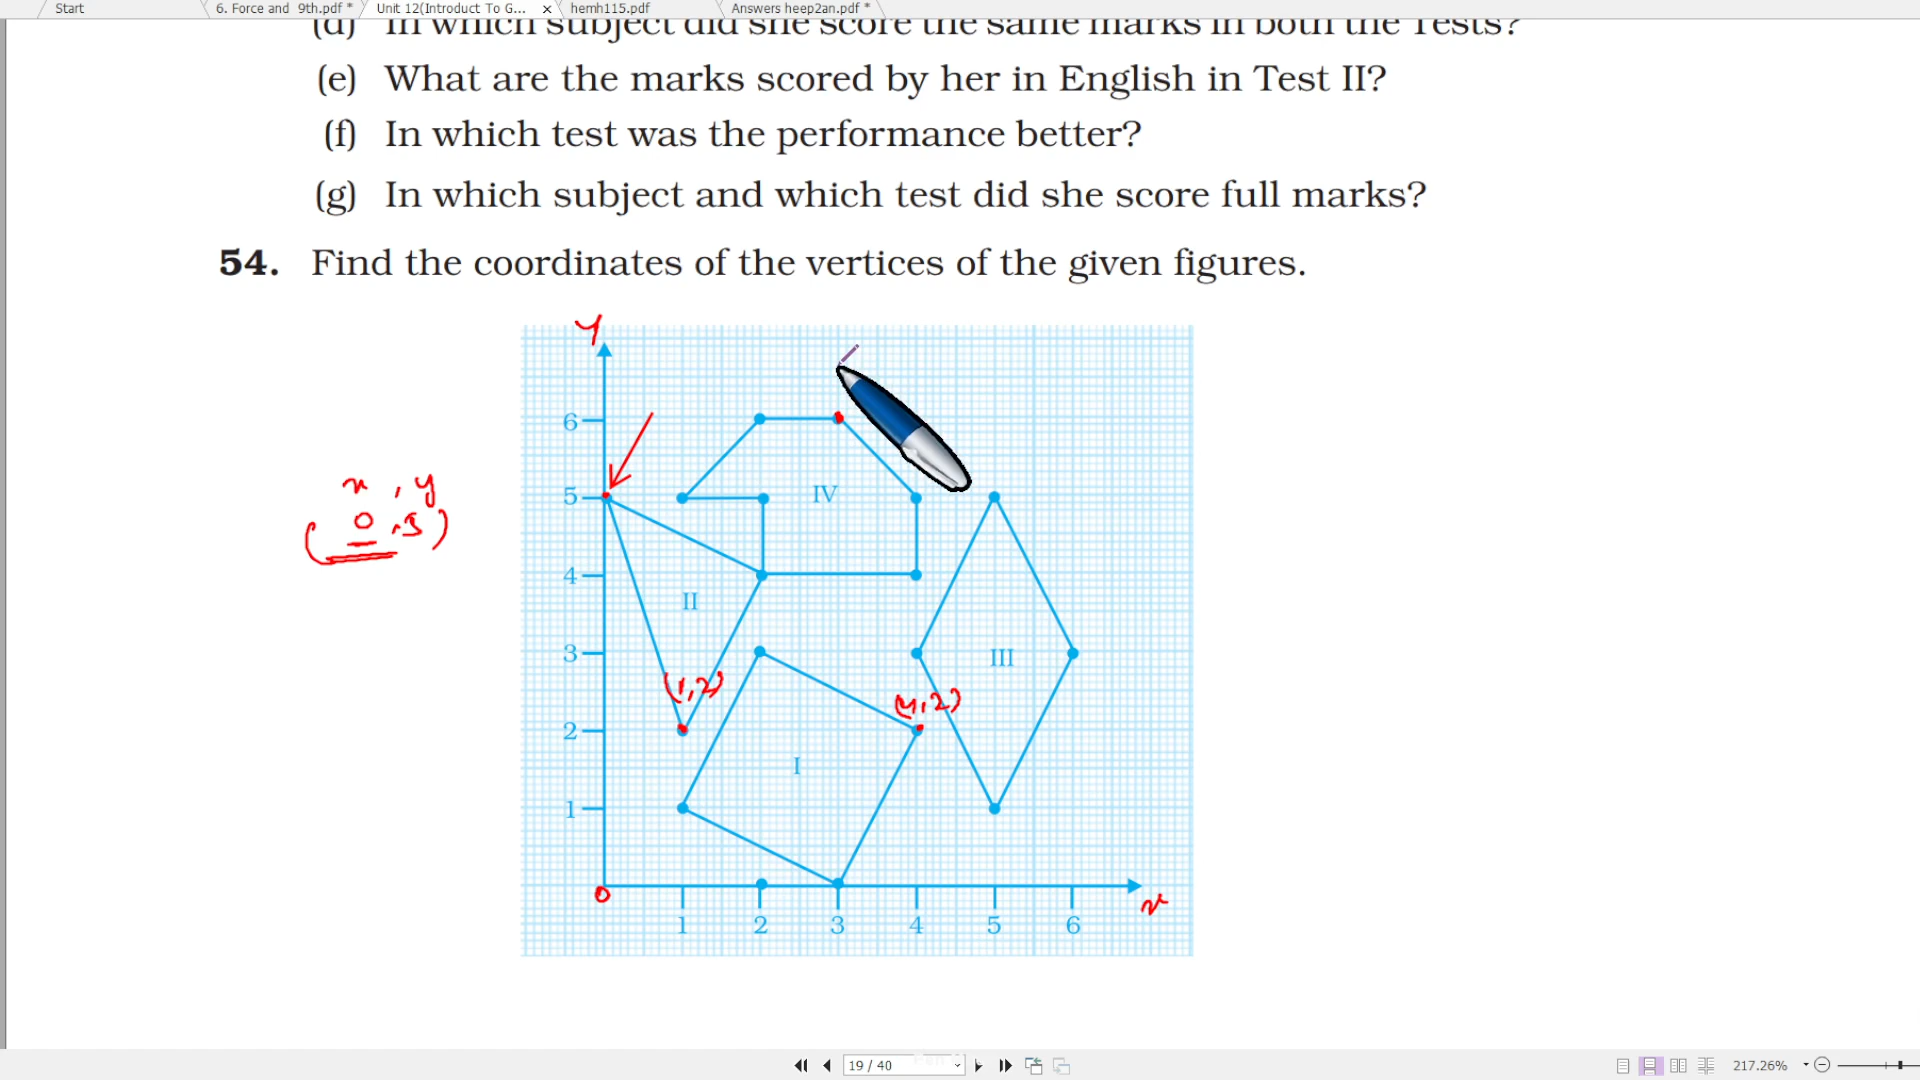 Start 6. Force and 9th.pdf * Unit 12(Introduct To G... x hemh115.pdf Answers heep2an.pdf *
(d) In which subject did she score the same marks in both the Tests?
(e) What are the marks scored by her in English in Test II?
(f) In which test was the performance better?
(g) In which subject and which test did she score full marks?
54. Find the coordinates of the vertices of the given figures.
y
6
5
IV
x , y
(0,5)
4
II
3
III
(1,2)
(4,2)
2
I
1
0
x
1 2 3 4 5 6
19 / 40
217.26%